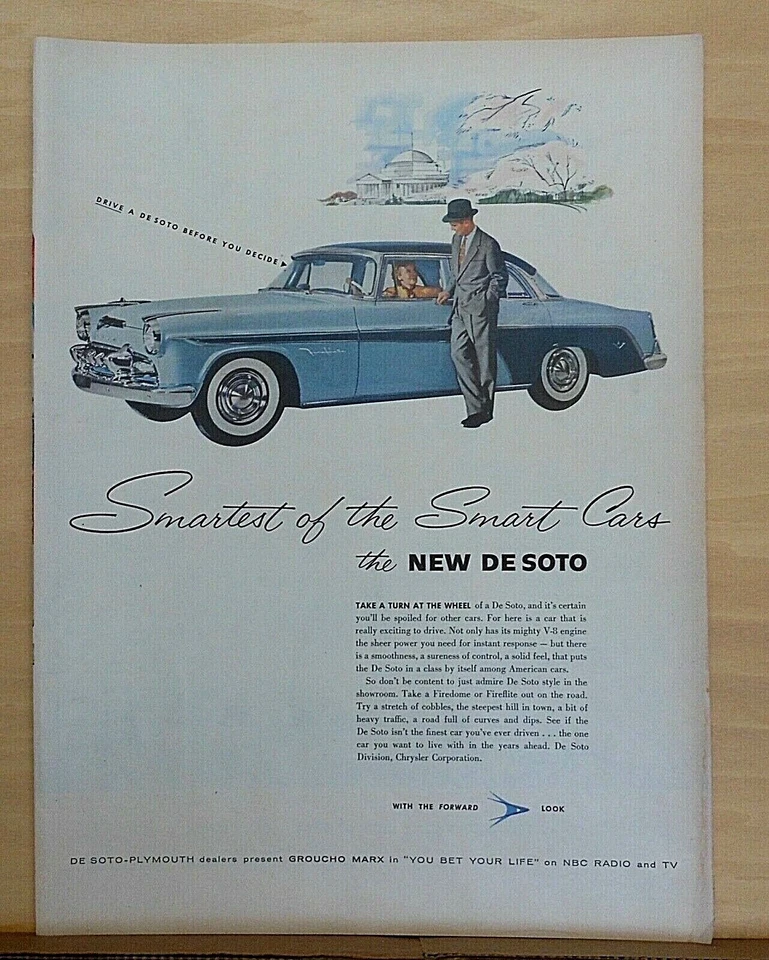 DRIVE A DE SOTO BEFORE YOU DECIDE
Smartest of the Smart Cars
the NEW DE SOTO
TAKE A TURN AT THE WHEEL of a De Soto, and it's certain
you'll be spoiled for other cars. For here is a car that is
really exciting to drive. Not only has its mighty V-8 engine
the sheer power you need for instant response — but there
is a smoothness, a sureness of control, a solid feel, that puts
the De Soto in a class by itself among American cars.
So don't be content to just admire De Soto style in the
showroom. Take a Firedome or Fireflite out on the road.
Try a stretch of cobbles, the steepest hill in town, a bit of
heavy traffic, a road full of curves and dips. See if the
De Soto isn't the finest car you've ever driven . . . the one
car you want to live with in the years ahead. De Soto
Division, Chrysler Corporation.
WITH THE FORWARD LOOK
DE SOTO-PLYMOUTH dealers present GROUCHO MARX in "YOU BET YOUR LIFE" on NBC RADIO and TV